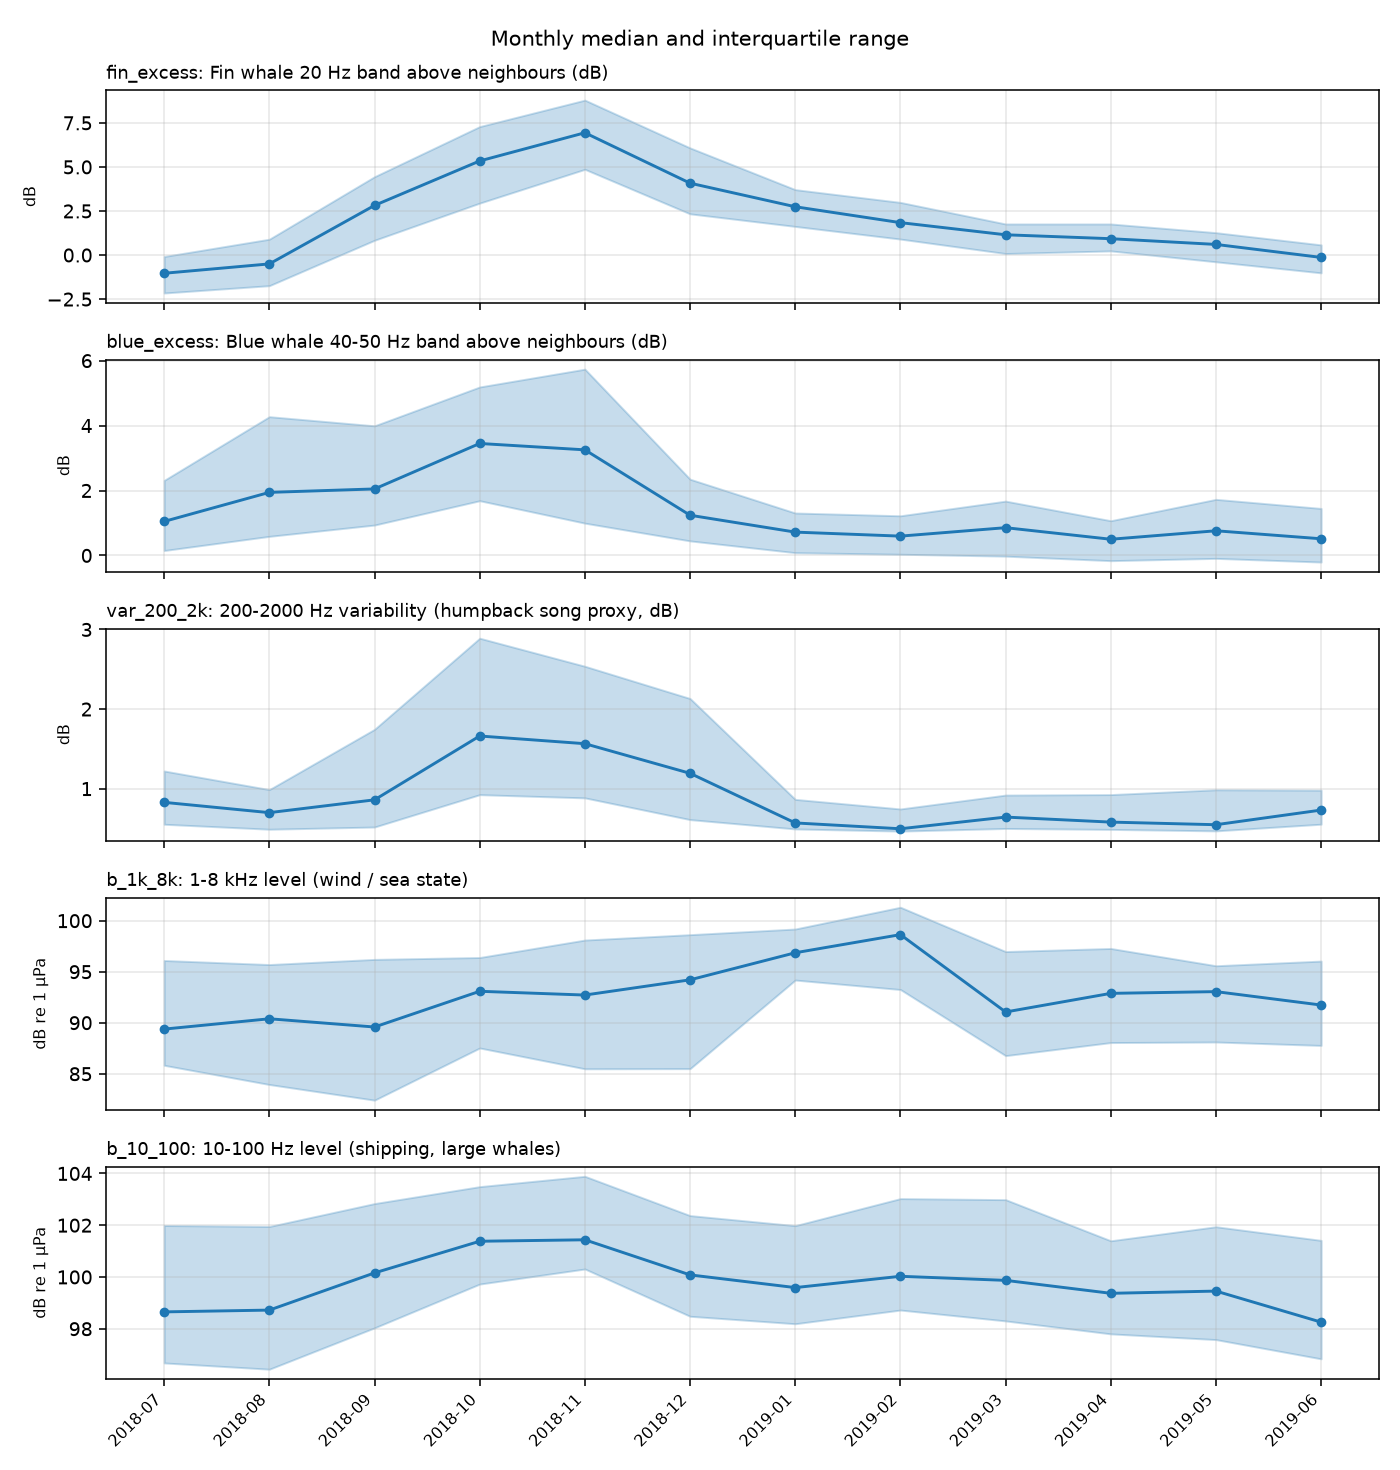 Monthly median and interquartile range
fin_excess: Fin whale 20 Hz band above neighbours (dB)
7.5
5.0
2.5
0.0
−2.5
dB
blue_excess: Blue whale 40-50 Hz band above neighbours (dB)
6
4
2
0
dB
var_200_2k: 200-2000 Hz variability (humpback song proxy, dB)
3
2
1
dB
b_1k_8k: 1-8 kHz level (wind / sea state)
100
95
90
85
dB re 1 µPa
b_10_100: 10-100 Hz level (shipping, large whales)
104
102
100
98
dB re 1 µPa
2018-07
2018-08
2018-09
2018-10
2018-11
2018-12
2019-01
2019-02
2019-03
2019-04
2019-05
2019-06